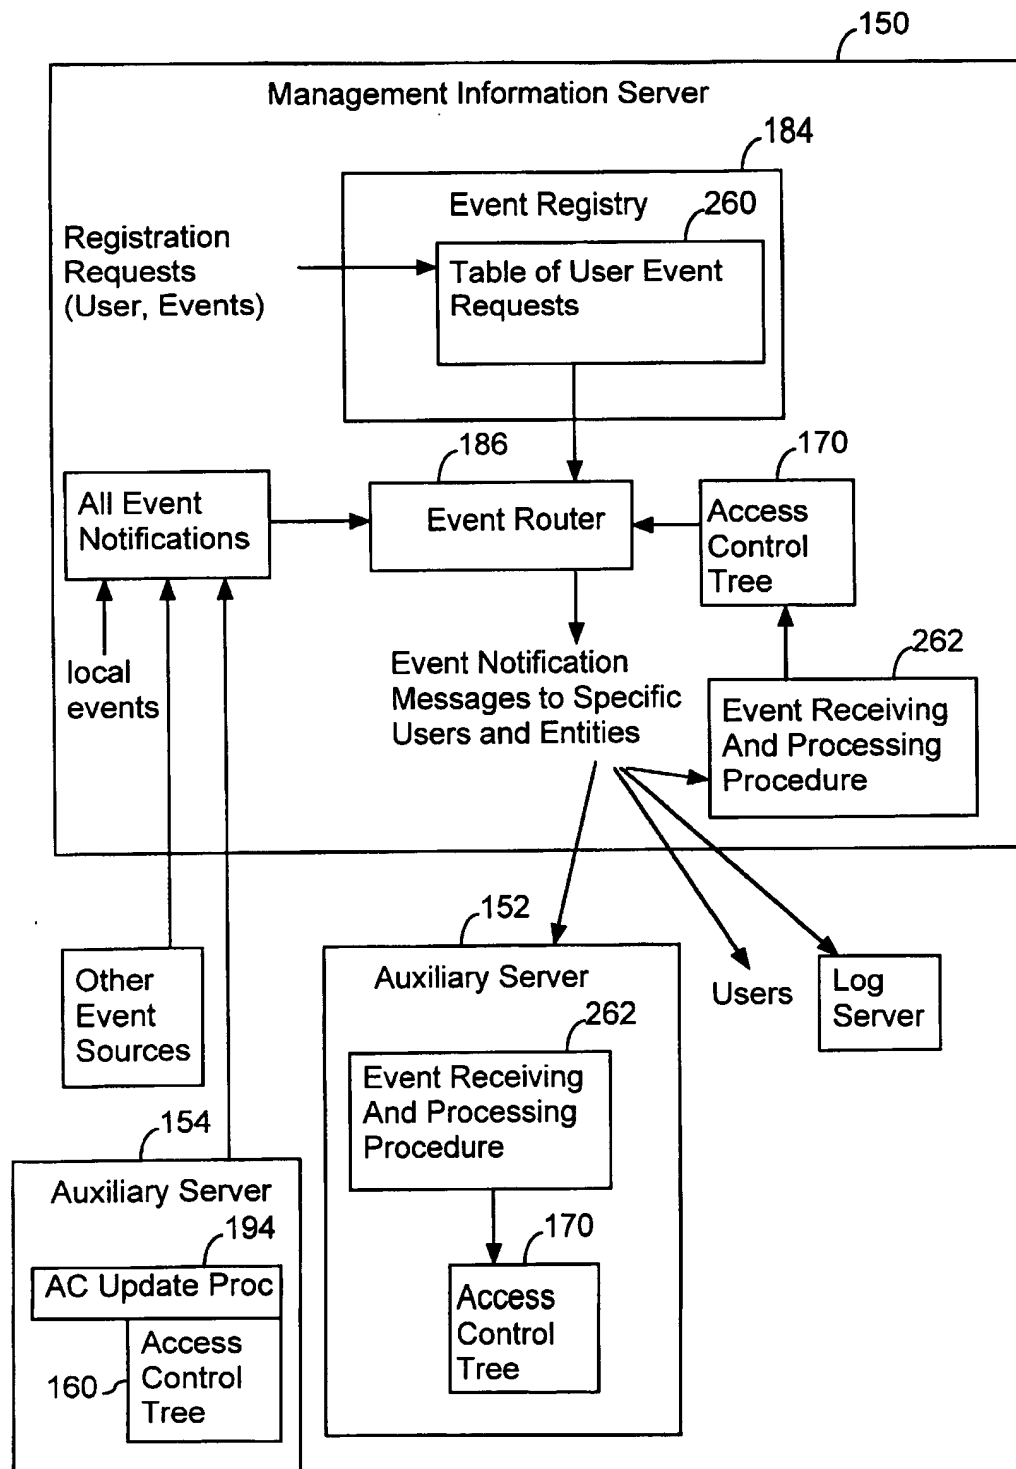 150
Management Information Server
184
Event Registry
260
Registration
Requests
(User, Events)
Table of User Event
Requests
186
170
All Event
Notifications
Event Router
Access
Control
Tree
local
events
Event Notification
Messages to Specific
Users and Entities
262
Event Receiving
And Processing
Procedure
152
Auxiliary Server
Other
Event
Sources
Users
Log
Server
262
Event Receiving
And Processing
Procedure
154
Auxiliary Server
194
AC Update Proc
Access
Control
Tree
160
170
Access
Control
Tree